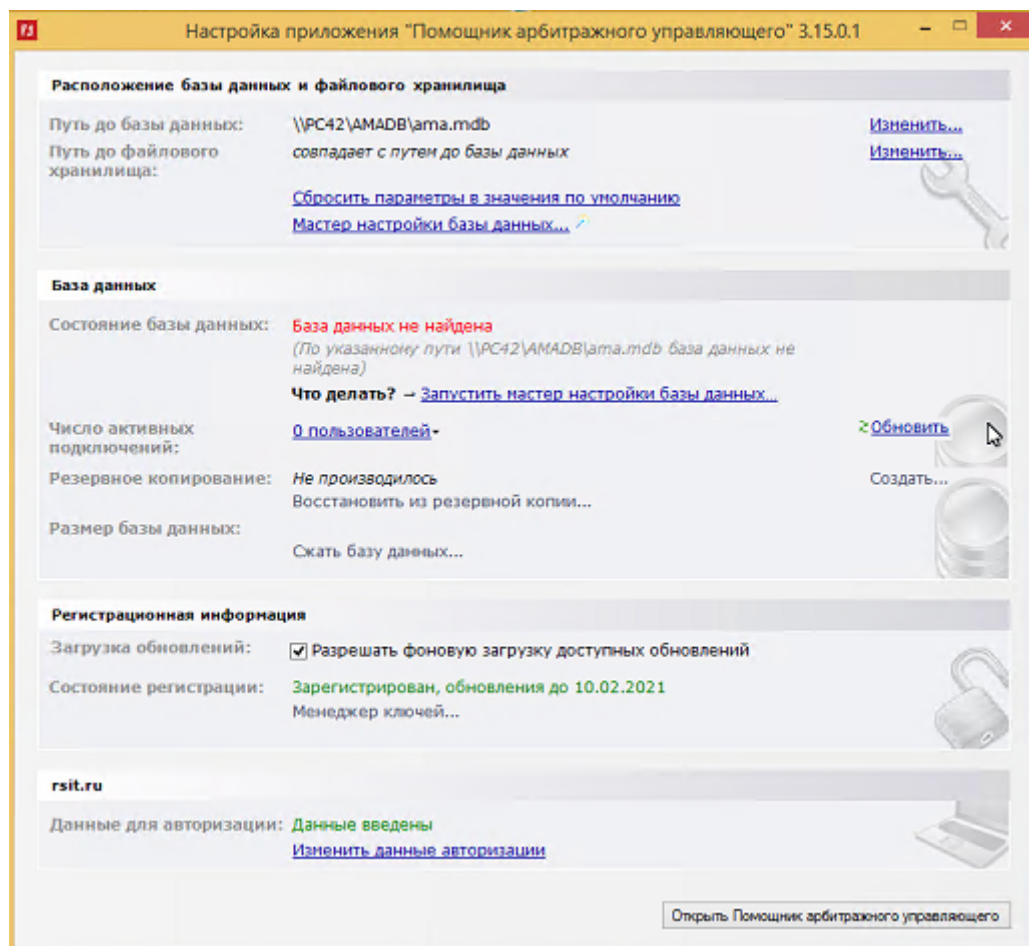 Настройка приложения "Помощник арбитражного управляющего" 3.15.0.1
Расположение базы данных и файлового хранилища
Путь до базы данных: \\PC42\AMADB\ama.mdb Изменить...
Путь до файлового хранилища: совпадает с путем до базы данных Изменить...
Сбросить параметры в значения по умолчанию
Мастер настройки базы данных...
База данных
Состояние базы данных: База данных не найдена
(По указанному пути \\PC42\AMADB\ama.mdb база данных не
найдена)
Что делать? → Запустить мастер настройки базы данных...
Число активных подключений: 0 пользователей Обновить
Резервное копирование: Не производилось Создать...
Восстановить из резервной копии...
Размер базы данных:
Сжать базу данных...
Регистрационная информация
Загрузка обновлений: Разрешать фоновую загрузку доступных обновлений
Состояние регистрации: Зарегистрирован, обновления до 10.02.2021
Менеджер ключей...
rsit.ru
Данные для авторизации: Данные введены
Изменить данные авторизации
Открыть Помощник арбитражного управляющего